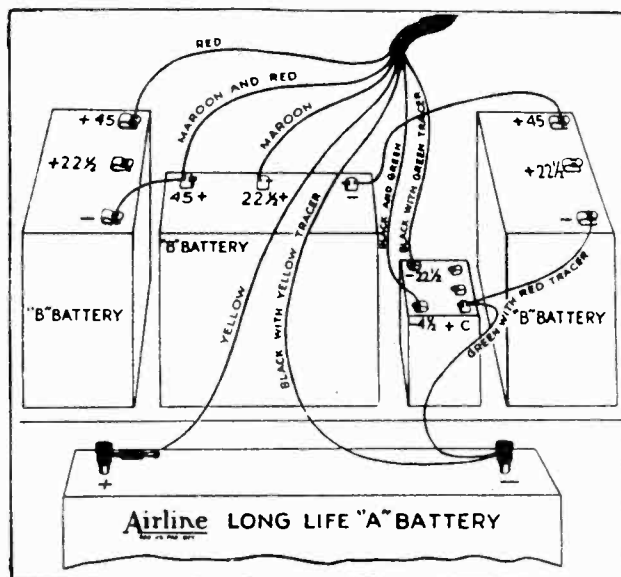 RED
MAROON AND RED
MAROON
+45
+22½
-
"B" BATTERY
45+
22½+
-
"B" BATTERY
YELLOW
BLACK WITH YELLOW TRACER
BLACK AND GREEN
BLACK WITH GREEN TRACER
-22½
-4½ + C
GREEN WITH RED TRACER
+45
+22½
-
"B" BATTERY
+
-
Airline LONG LIFE "A" BATTERY